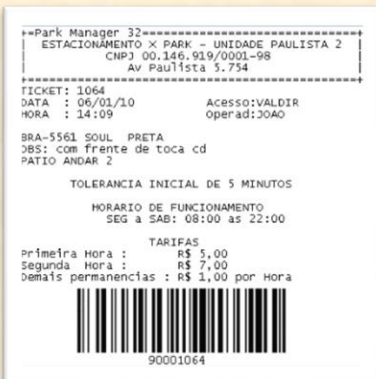 +=Park Manager 32==================================+
| ESTACIONAMENTO X PARK - UNIDADE PAULISTA 2 |
| CNPJ 00.146.919/0001-98 |
| Av Paulista 5.754 |
+==================================================+
TICKET: 1064
DATA : 06/01/10 Acesso:VALDIR
HORA : 14:09 Operad:JOAO
BRA-5561 SOUL PRETA
OBS: com frente de toca cd
PATIO ANDAR 2
TOLERANCIA INICIAL DE 5 MINUTOS
HORARIO DE FUNCIONAMENTO
SEG a SAB: 08:00 as 22:00
TARIFAS
Primeira Hora : R$ 5,00
Segunda Hora : R$ 7,00
Demais permanencias : R$ 1,00 por Hora
90001064